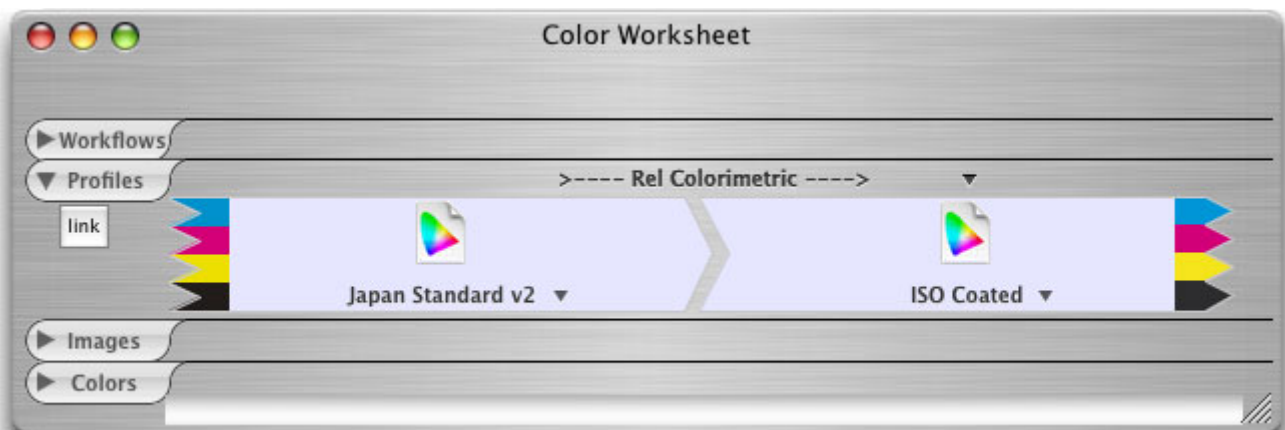 Color Worksheet
Workflows
Profiles
>---- Rel Colorimetric ---->
link
Japan Standard v2
ISO Coated
Images
Colors